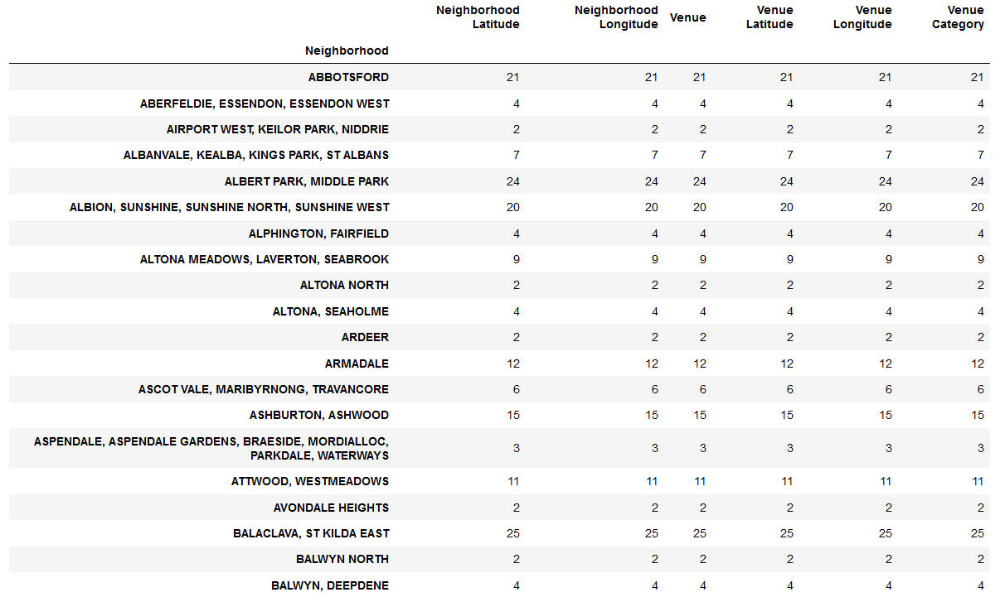 Neighborhood Latitude Neighborhood Longitude Venue Venue Latitude Venue Longitude Venue Category
Neighborhood
ABBOTSFORD 21 21 21 21 21 21
ABERFELDIE, ESSENDON, ESSENDON WEST 4 4 4 4 4 4
AIRPORT WEST, KEILOR PARK, NIDDRIE 2 2 2 2 2 2
ALBANVALE, KEALBA, KINGS PARK, ST ALBANS 7 7 7 7 7 7
ALBERT PARK, MIDDLE PARK 24 24 24 24 24 24
ALBION, SUNSHINE, SUNSHINE NORTH, SUNSHINE WEST 20 20 20 20 20 20
ALPHINGTON, FAIRFIELD 4 4 4 4 4 4
ALTONA MEADOWS, LAVERTON, SEABROOK 9 9 9 9 9 9
ALTONA NORTH 2 2 2 2 2 2
ALTONA, SEAHOLME 4 4 4 4 4 4
ARDEER 2 2 2 2 2 2
ARMADALE 12 12 12 12 12 12
ASCOT VALE, MARIBYRNONG, TRAVANCORE 6 6 6 6 6 6
ASHBURTON, ASHWOOD 15 15 15 15 15 15
ASPENDALE, ASPENDALE GARDENS, BRAESIDE, MORDIALLOC,
PARKDALE, WATERWAYS 3 3 3 3 3 3
ATTWOOD, WESTMEADOWS 11 11 11 11 11 11
AVONDALE HEIGHTS 2 2 2 2 2 2
BALACLAVA, ST KILDA EAST 25 25 25 25 25 25
BALWYN NORTH 2 2 2 2 2 2
BALWYN, DEEPDENE 4 4 4 4 4 4